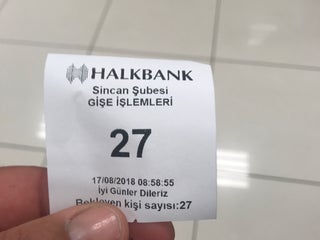 HALKBANK
Sincan Şubesi
GİŞE İŞLEMLERİ
27
17/08/2018 08:58:55
İyi Günler Dileriz
Bekleyen kişi sayısı:27